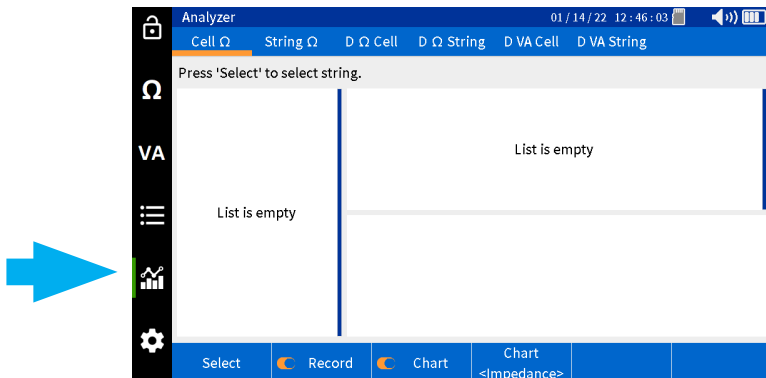 Analyzer
01 / 14 / 22 12 : 46 : 03
Cell Ω String Ω D Ω Cell D Ω String D VA Cell D VA String
Press 'Select' to select string.
Ω
VA
List is empty
List is empty
Select Record Chart Chart
<Impedance>